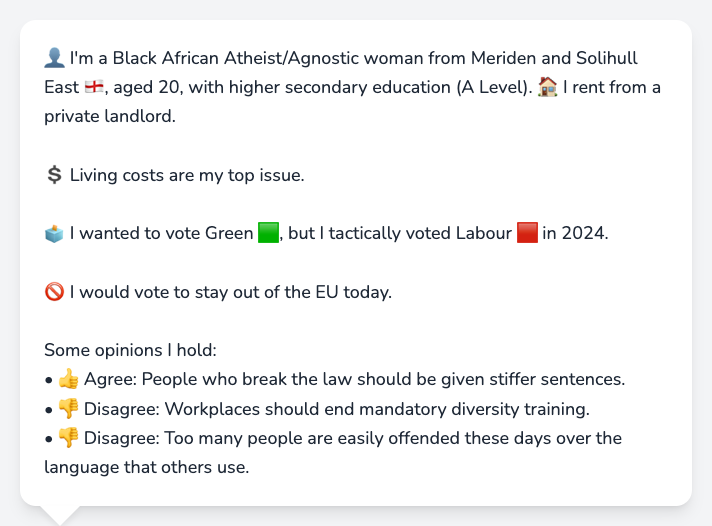 👤 I'm a Black African Atheist/Agnostic woman from Meriden and Solihull
East 🏴󠁧󠁢󠁥󠁮󠁧󠁿, aged 20, with higher secondary education (A Level). 🏠 I rent from a
private landlord.
💲 Living costs are my top issue.
🗳️ I wanted to vote Green 🟩, but I tactically voted Labour 🟥 in 2024.
🚫 I would vote to stay out of the EU today.
Some opinions I hold:
• 👍 Agree: People who break the law should be given stiffer sentences.
• 👎 Disagree: Workplaces should end mandatory diversity training.
• 👎 Disagree: Too many people are easily offended these days over the
language that others use.